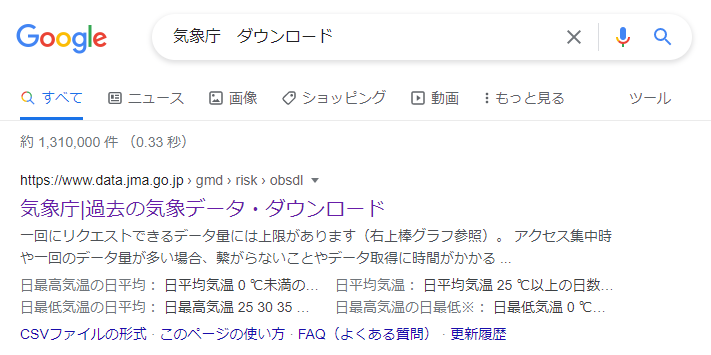 Google 気象庁　ダウンロード
すべて ニュース 画像 ショッピング 動画 もっと見る ツール
約 1,310,000 件 （0.33 秒）
https://www.data.jma.go.jp › gmd › risk › obsdl
気象庁|過去の気象データ・ダウンロード
一回にリクエストできるデータ量には上限があります（右上棒グラフ参照）。 アクセス集中時
や一回のデータ量が多い場合、繋がらないことやデータ取得に時間がかかる ...
日最高気温の日平均： 日平均気温 0 ℃未満の... 日平均気温： 日平均気温 25 ℃以上の日数...
日最低気温の日平均： 日最高気温 25 30 35 ... 日最高気温の日最低※： 日最低気温 0 ℃...
CSVファイルの形式 · このページの使い方 · FAQ（よくある質問） · 更新履歴